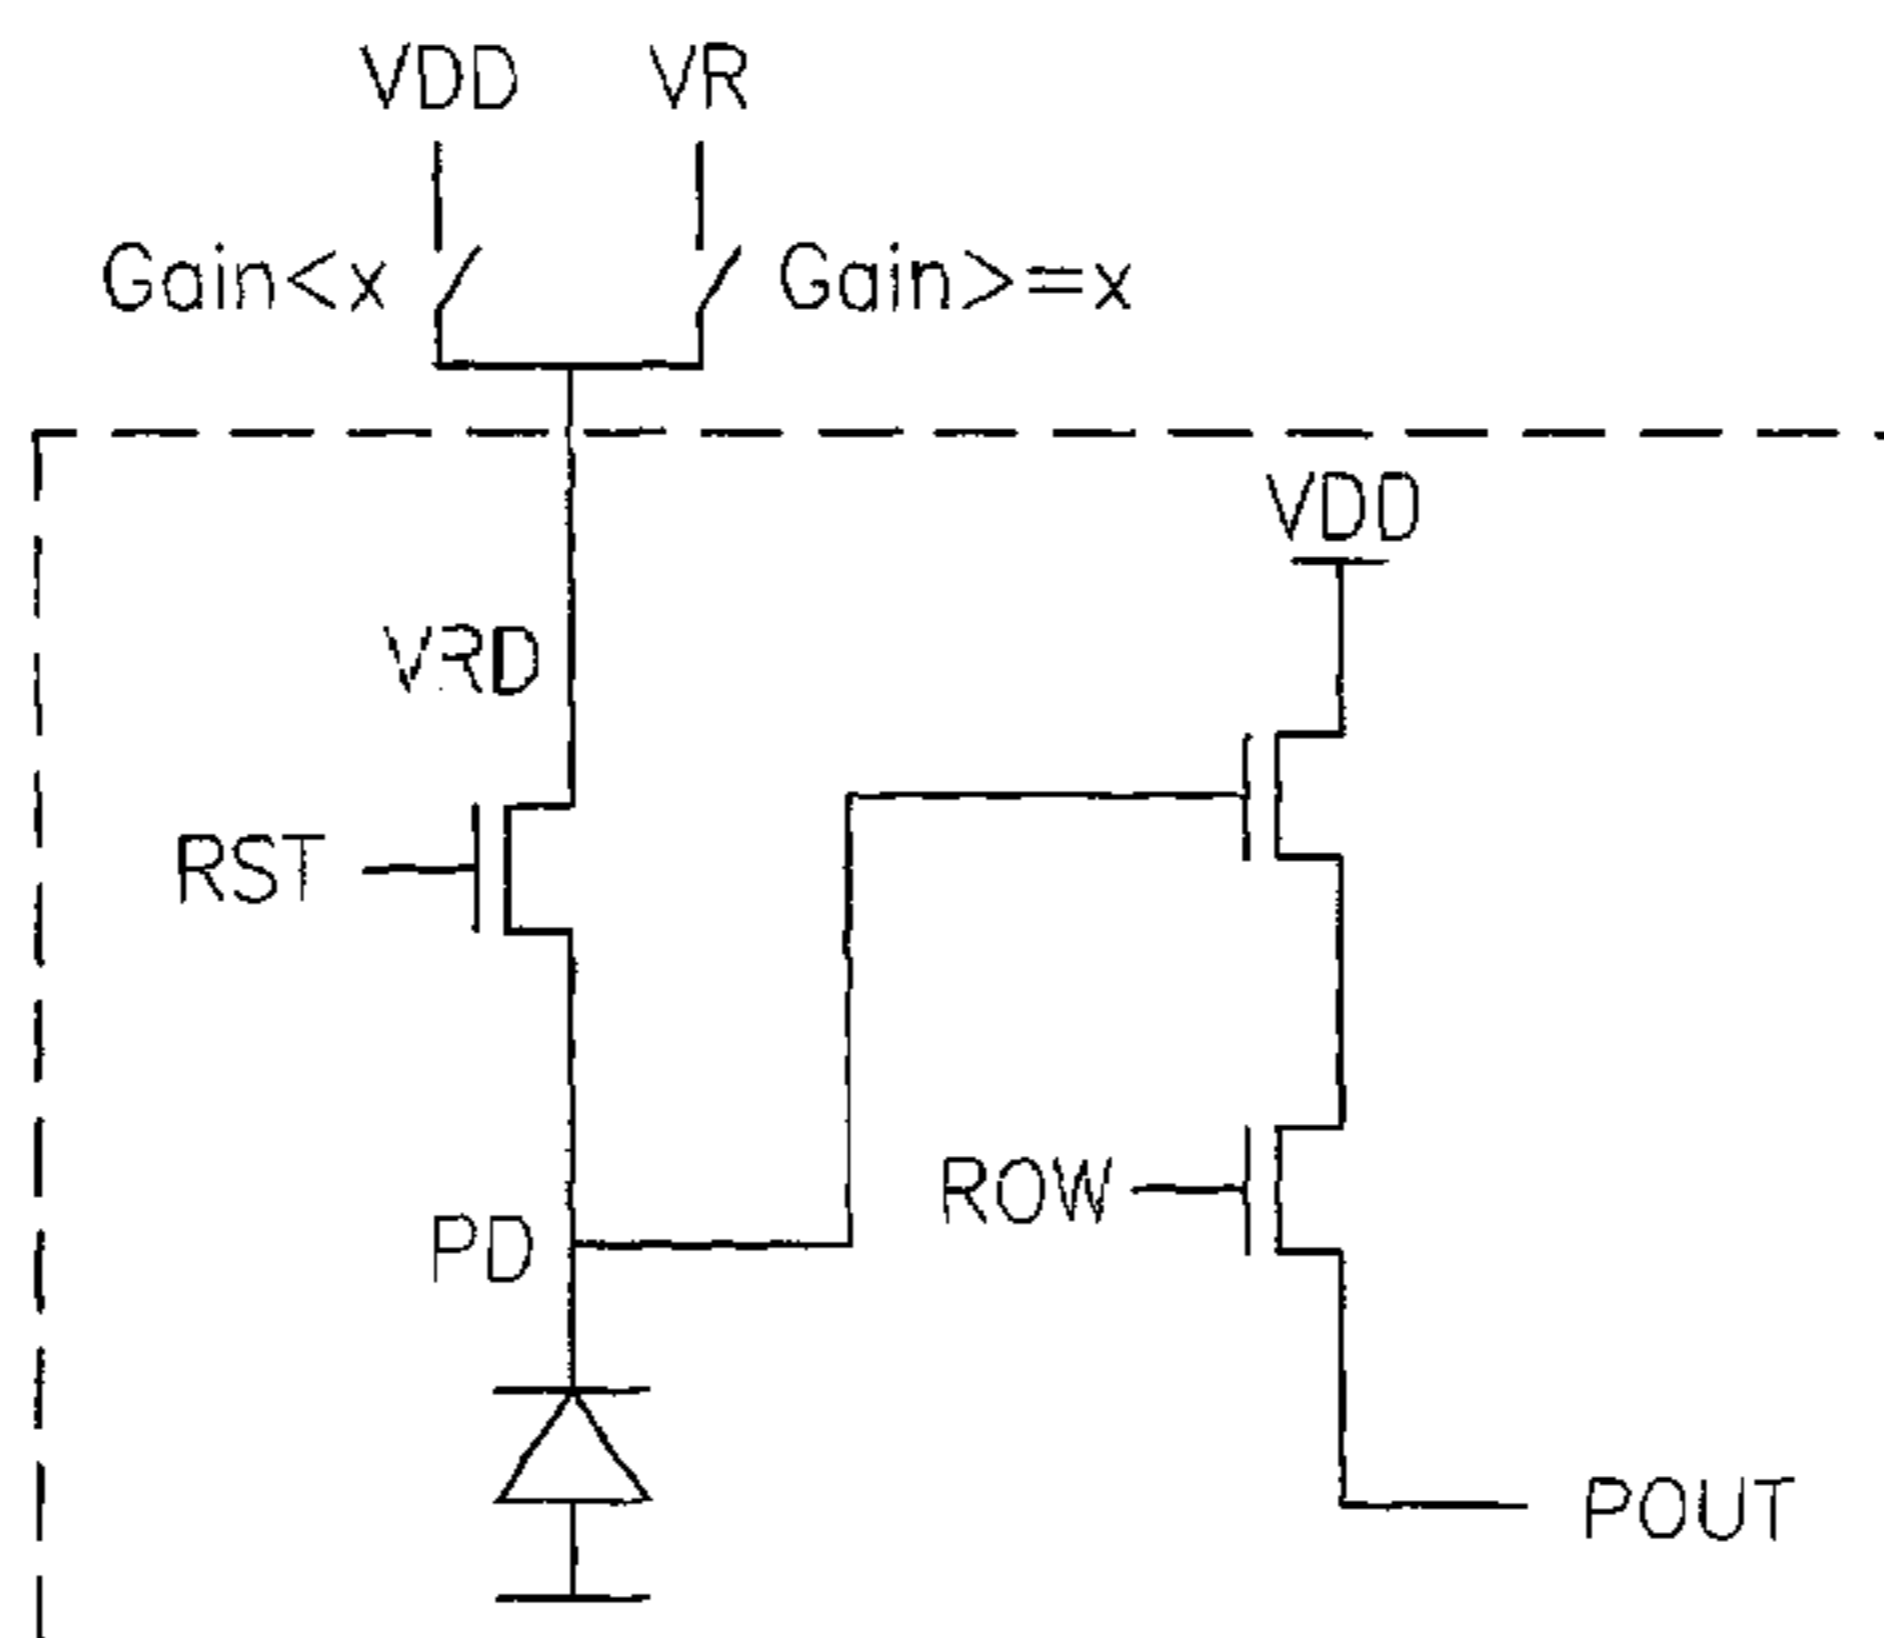 VDD VR
Gain<x Gain>=x
VDD
VRD
RST
ROW
PD
POUT